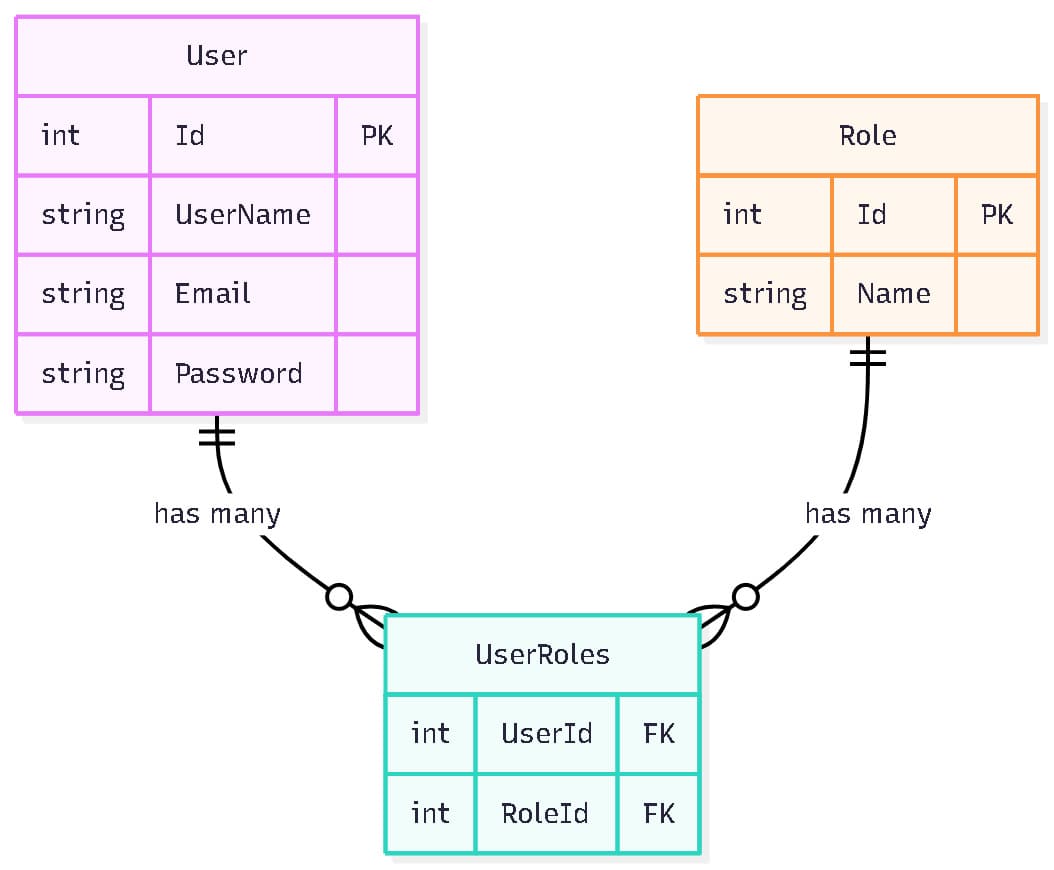 User
int Id PK
string UserName
string Email
string Password
Role
int Id PK
string Name
has many
has many
UserRoles
int UserId FK
int RoleId FK